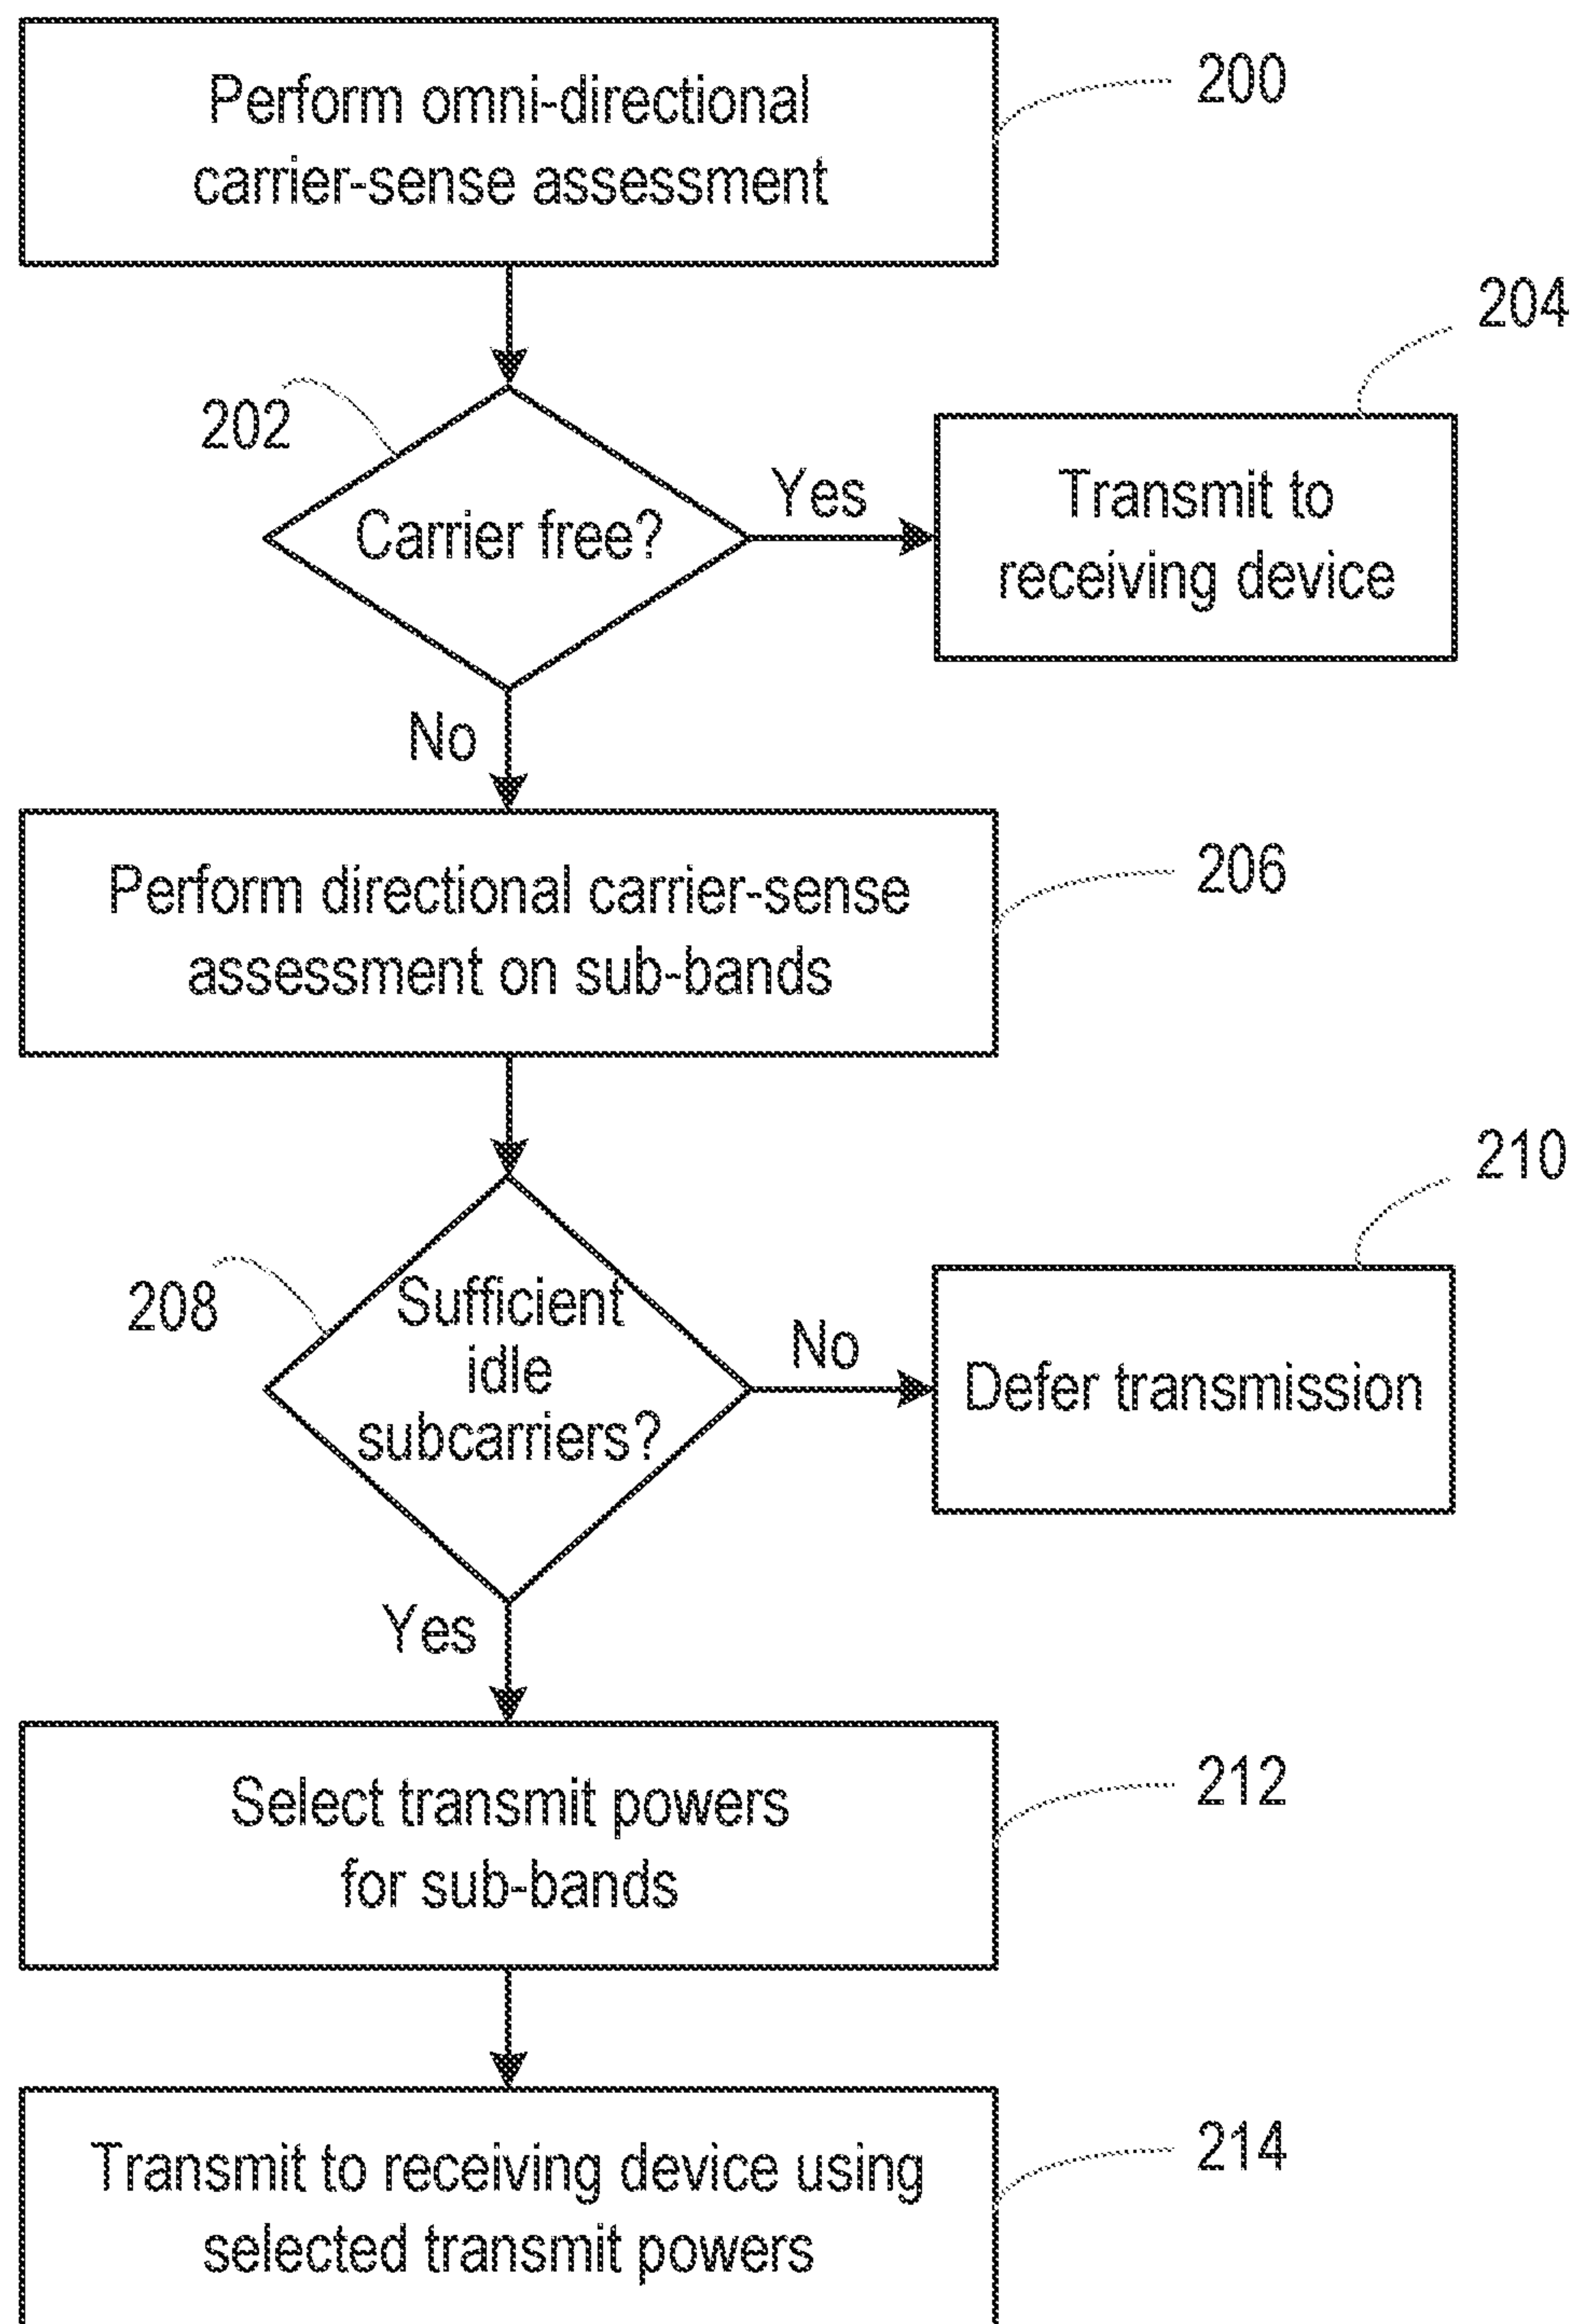 Perform omni-directional
carrier-sense assessment
200
204
202
Carrier free?
Yes
Transmit to
receiving device
No
Perform directional carrier-sense
assessment on sub-bands
206
210
208
Sufficient
idle
subcarriers?
No
Defer transmission
Yes
Select transmit powers
for sub-bands
212
Transmit to receiving device using
selected transmit powers
214